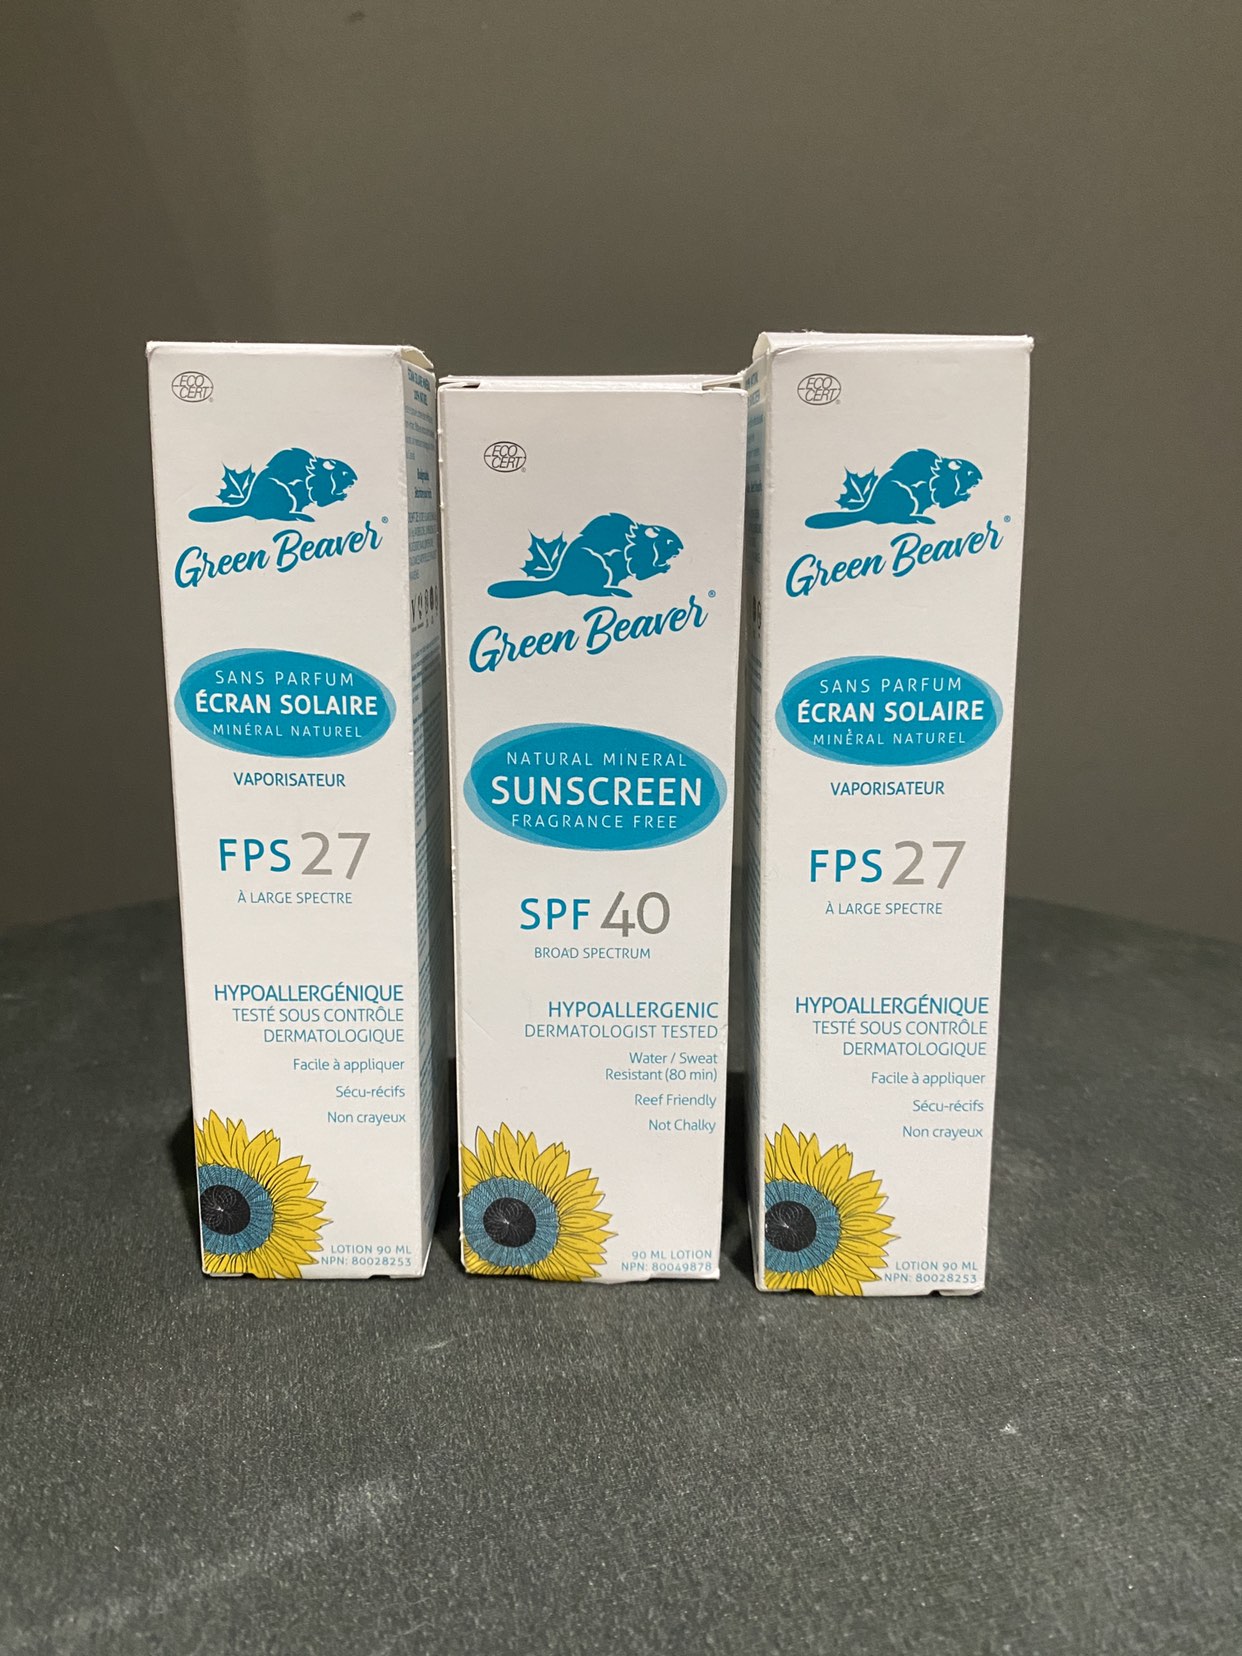 ECO
CERT
Green Beaver®
SANS PARFUM
ÉCRAN SOLAIRE
MINÉRAL NATUREL
VAPORISATEUR
FPS 27
À LARGE SPECTRE
HYPOALLERGÉNIQUE
TESTÉ SOUS CONTRÔLE
DERMATOLOGIQUE
Facile à appliquer
Sécu-récifs
Non crayeux
LOTION 90 ML
NPN: 80028253
ECO
CERT
Green Beaver®
NATURAL MINERAL
SUNSCREEN
FRAGRANCE FREE
SPF 40
BROAD SPECTRUM
HYPOALLERGENIC
DERMATOLOGIST TESTED
Water / Sweat
Resistant (80 min)
Reef Friendly
Not Chalky
90 ML LOTION
NPN: 80049878
ECO
CERT
Green Beaver®
SANS PARFUM
ÉCRAN SOLAIRE
MINÉRAL NATUREL
VAPORISATEUR
FPS 27
À LARGE SPECTRE
HYPOALLERGÉNIQUE
TESTÉ SOUS CONTRÔLE
DERMATOLOGIQUE
Facile à appliquer
Sécu-récifs
Non crayeux
LOTION 90 ML
NPN: 80028253